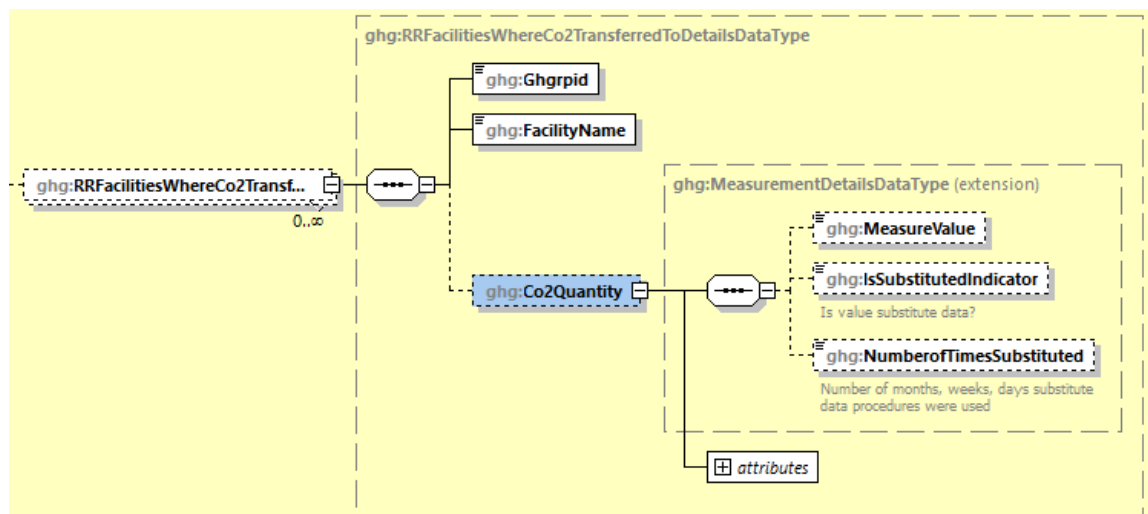 ghg:RRFacilitiesWhereCo2TransferredToDetailsDataType
ghg:Ghgrpid
ghg:FacilityName
ghg:RRFacilitiesWhereCo2Transf...
0..∞
ghg:MeasurementDetailsDataType (extension)
ghg:MeasureValue
ghg:Co2Quantity
ghg:IsSubstitutedIndicator
Is value substitute data?
ghg:NumberofTimesSubstituted
Number of months, weeks, days substitute
data procedures were used
attributes